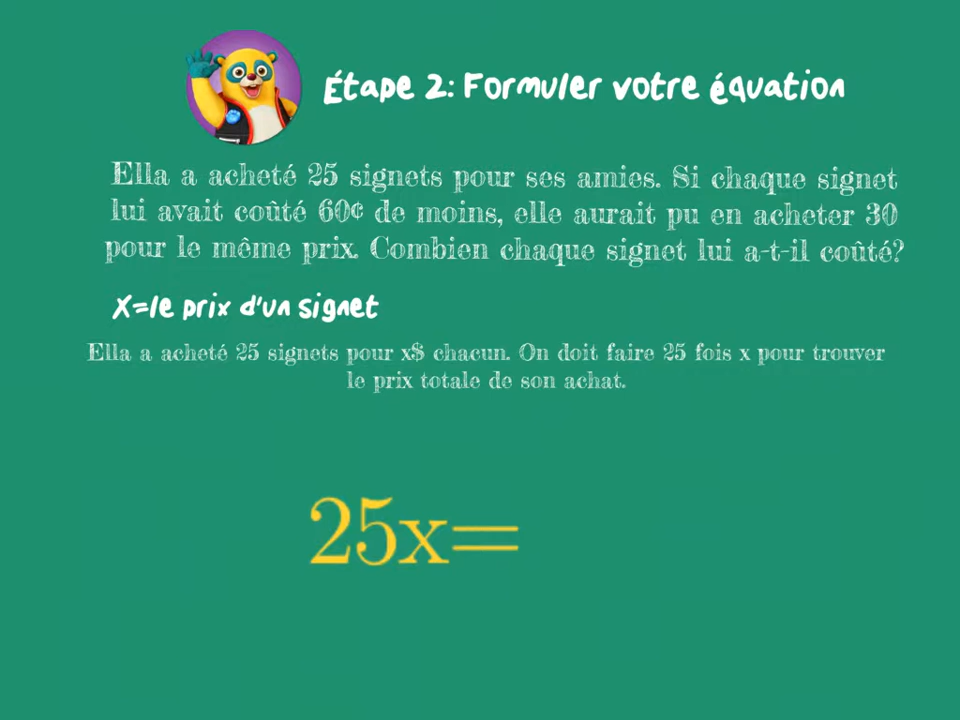 Étape 2: Formuler votre équation
Ella a acheté 25 signets pour ses amies. Si chaque signet
lui avait coûté 60¢ de moins, elle aurait pu en acheter 30
pour le même prix. Combien chaque signet lui a-t-il coûté?
X=le prix d'un signet
Ella a acheté 25 signets pour x$ chacun. On doit faire 25 fois x pour trouver
le prix totale de son achat.
25x=